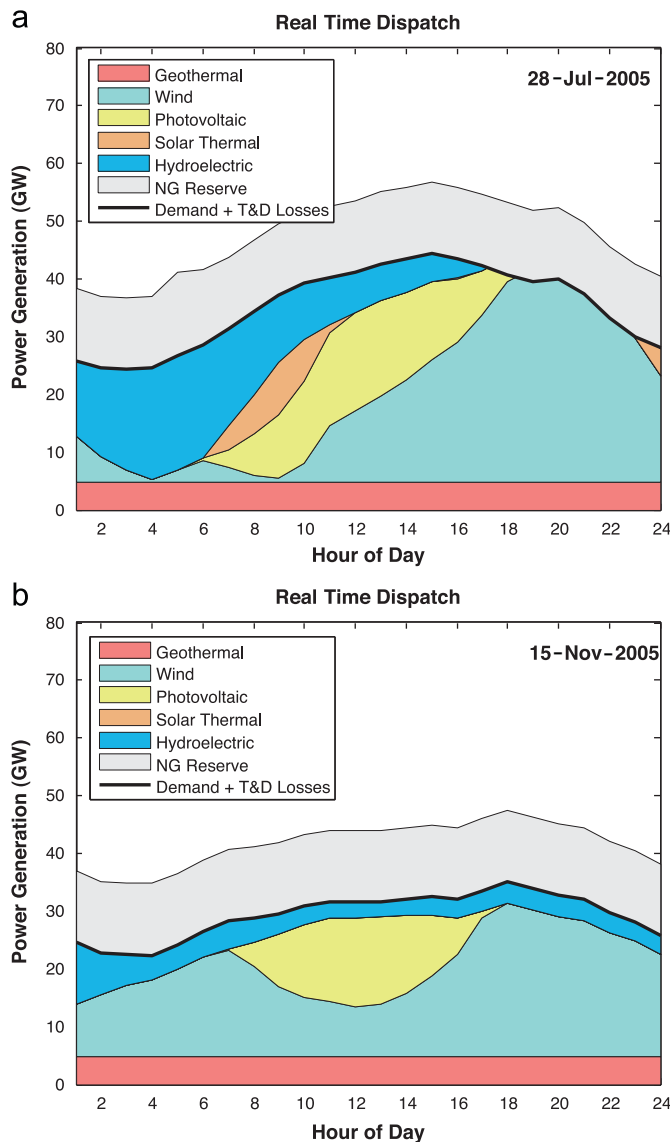 a
Real Time Dispatch
28-Jul-2005
Geothermal
Wind
Photovoltaic
Solar Thermal
Hydroelectric
NG Reserve
Demand + T&D Losses
Power Generation (GW)
80
70
60
50
40
30
20
10
0
2 4 6 8 10 12 14 16 18 20 22 24
Hour of Day
b
Real Time Dispatch
15-Nov-2005
Geothermal
Wind
Photovoltaic
Solar Thermal
Hydroelectric
NG Reserve
Demand + T&D Losses
Power Generation (GW)
80
70
60
50
40
30
20
10
0
2 4 6 8 10 12 14 16 18 20 22 24
Hour of Day